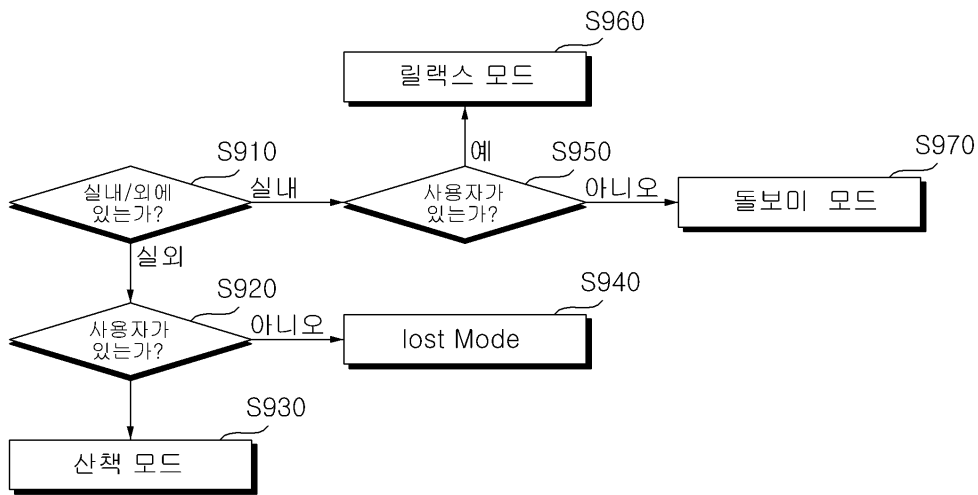 S960
릴랙스 모드
예
S910
S950
S970
실내/외에
있는가?
실내
사용자가
있는가?
아니오
돌보미 모드
실외
S920
S940
사용자가
있는가?
아니오
lost Mode
S930
산책 모드